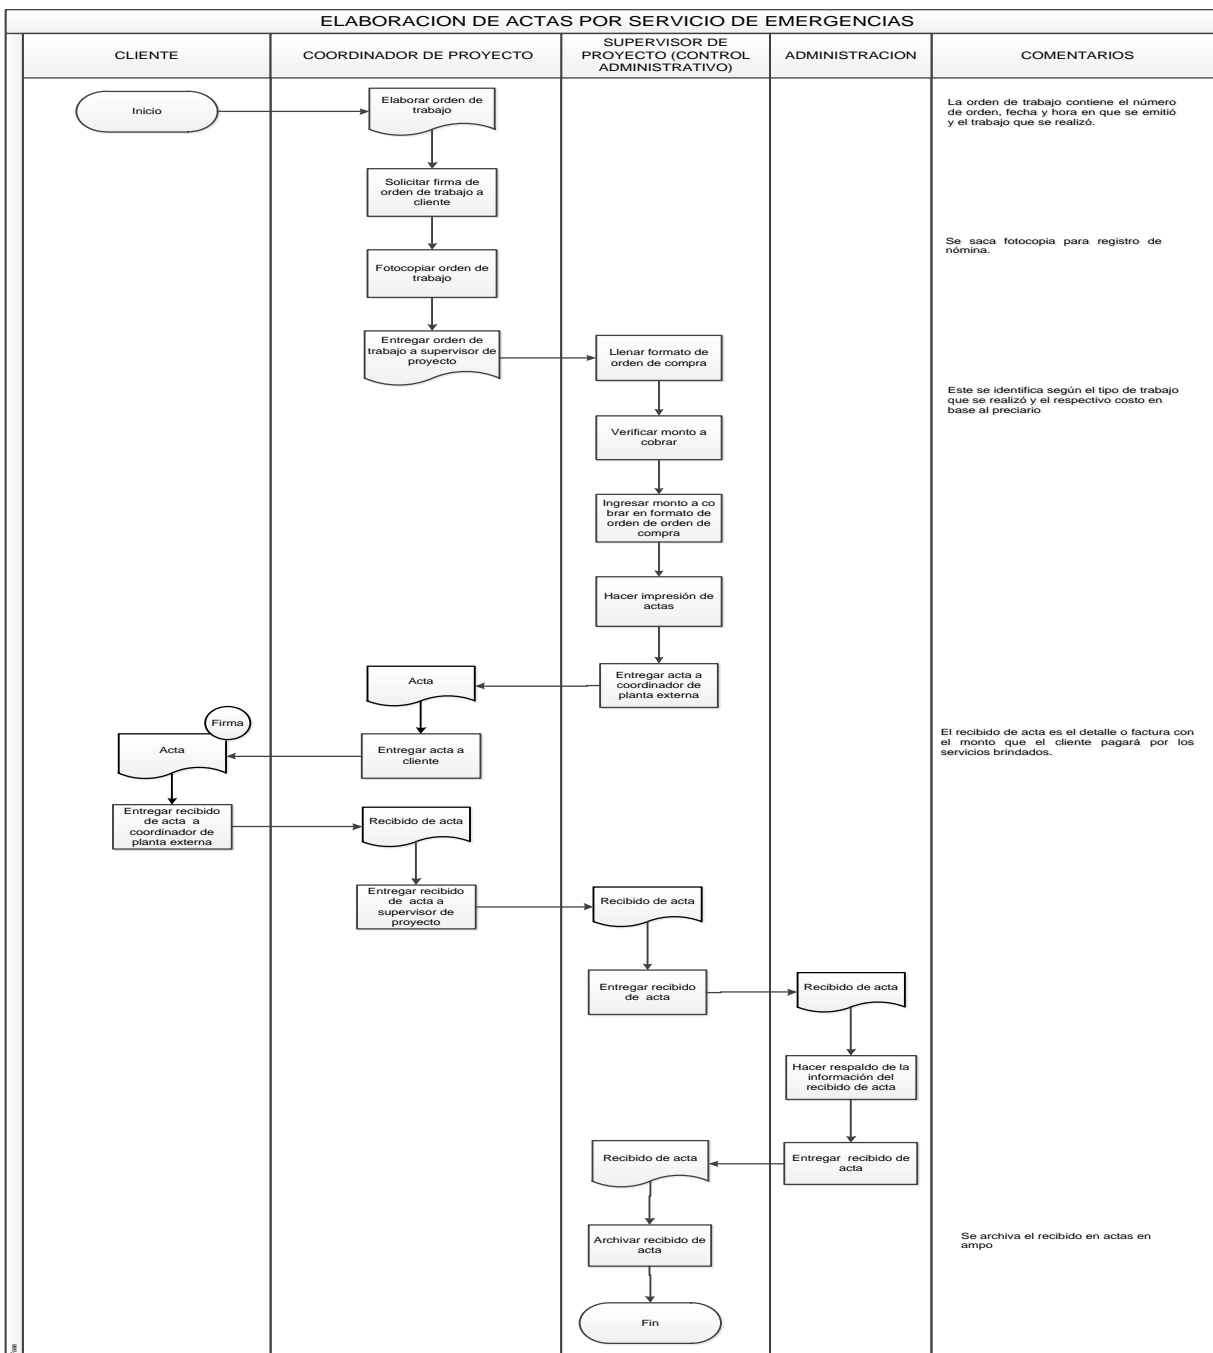 ELABORACION DE ACTAS POR SERVICIO DE EMERGENCIAS
CLIENTE
COORDINADOR DE PROYECTO
SUPERVISOR DE
PROYECTO (CONTROL
ADMINISTRATIVO)
ADMINISTRACION
COMENTARIOS
Inicio
Elaborar orden de
trabajo
La orden de trabajo contiene el número
de orden, fecha y hora en que se emitió
y el trabajo que se realizó.
Solicitar firma de
orden de trabajo a
cliente
Fotocopiar orden de
trabajo
Se saca fotocopia para registro de
nómina.
Entregar orden de
trabajo a supervisor de
proyecto
Llenar formato de
orden de compra
Este se identifica según el tipo de trabajo
que se realizó y el respectivo costo en
base al preciario
Verificar monto a
cobrar
Ingresar monto a co
brar en formato de
orden de orden de
compra
Hacer impresión de
actas
Entregar acta a
coordinador de
planta externa
Acta
Entregar acta a
cliente
Firma
Acta
El recibido de acta es el detalle o factura con
el monto que el cliente pagará por los
servicios brindados.
Entregar recibido
de acta a
coordinador de
planta externa
Recibido de acta
Entregar recibido
de acta a
supervisor de
proyecto
Recibido de acta
Entregar recibido
de acta
Recibido de acta
Hacer respaldo de la
información del
recibido de acta
Entregar recibido de
acta
Recibido de acta
Archivar recibido de
acta
Se archiva el recibido en actas en
ampo
Fin